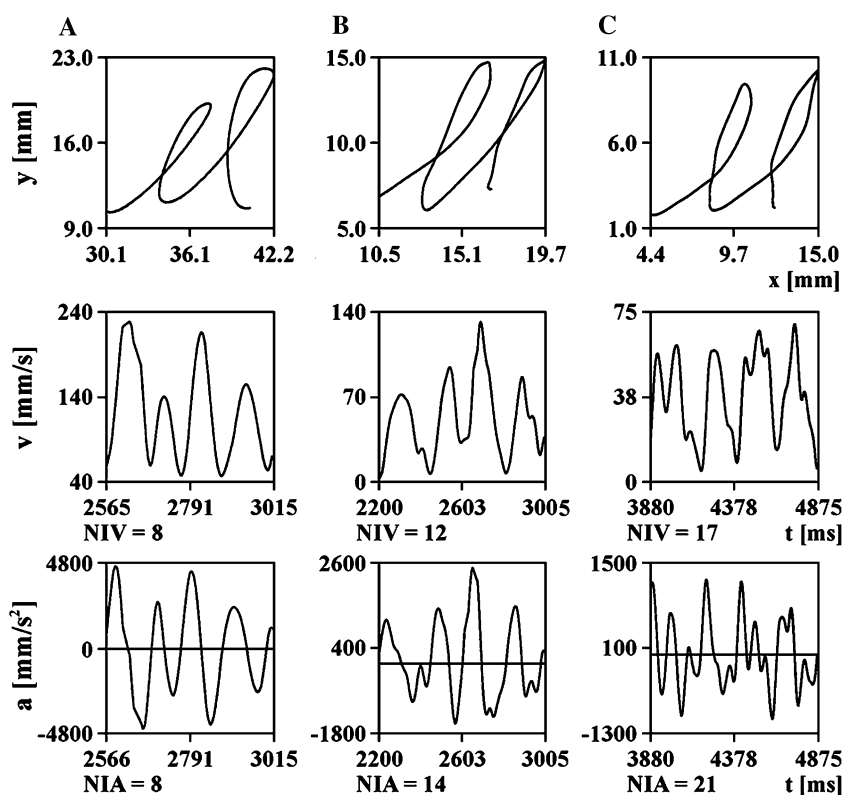 A B C
23.0 15.0 11.0
y [mm]
16.0 10.0 6.0
9.0 5.0 1.0
30.1 36.1 42.2 10.5 15.1 19.7 4.4 9.7 15.0
x [mm]
240 140 75
v [mm/s]
140 70 38
40 0 0
2565 2791 3015 2200 2603 3005 3880 4378 4875
NIV = 8 NIV = 12 NIV = 17 t [ms]
4800 2600 1500
a [mm/s²]
0 400 100
-4800 -1800 -1300
2566 2791 3015 2200 2603 3005 3880 4378 4875
NIA = 8 NIA = 14 NIA = 21 t [ms]